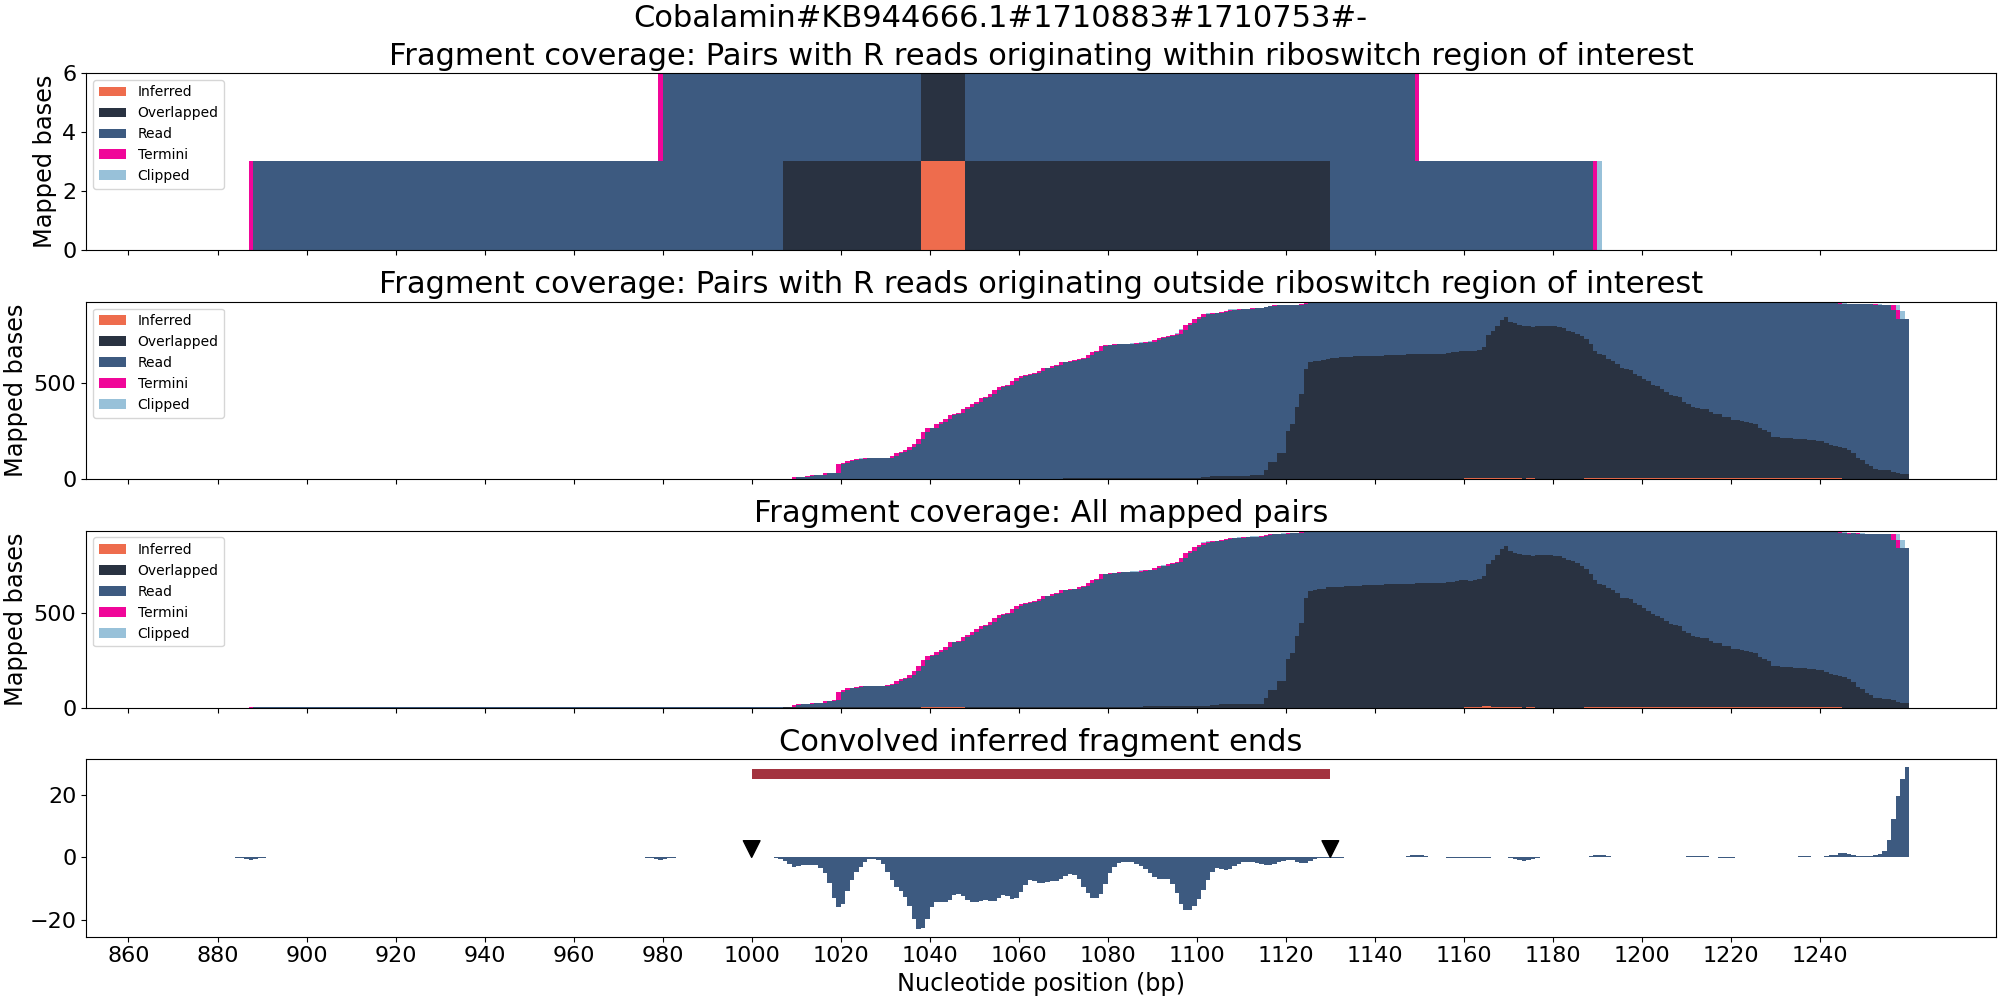 Cobalamin#KB944666.1#1710883#1710753#-
Fragment coverage: Pairs with R reads originating within riboswitch region of interest
Mapped bases
6
4
2
0
Inferred
Overlapped
Read
Termini
Clipped
Fragment coverage: Pairs with R reads originating outside riboswitch region of interest
Mapped bases
500
0
Inferred
Overlapped
Read
Termini
Clipped
Fragment coverage: All mapped pairs
Mapped bases
500
0
Inferred
Overlapped
Read
Termini
Clipped
Convolved inferred fragment ends
20
0
−20
860 880 900 920 940 960 980 1000 1020 1040 1060 1080 1100 1120 1140 1160 1180 1200 1220 1240
Nucleotide position (bp)